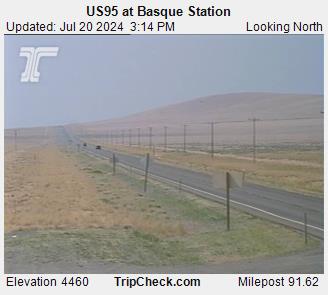 US95 at Basque Station
Updated: Jul 20 2024 3:14 PM Looking North
Elevation 4460 TripCheck.com Milepost 91.62